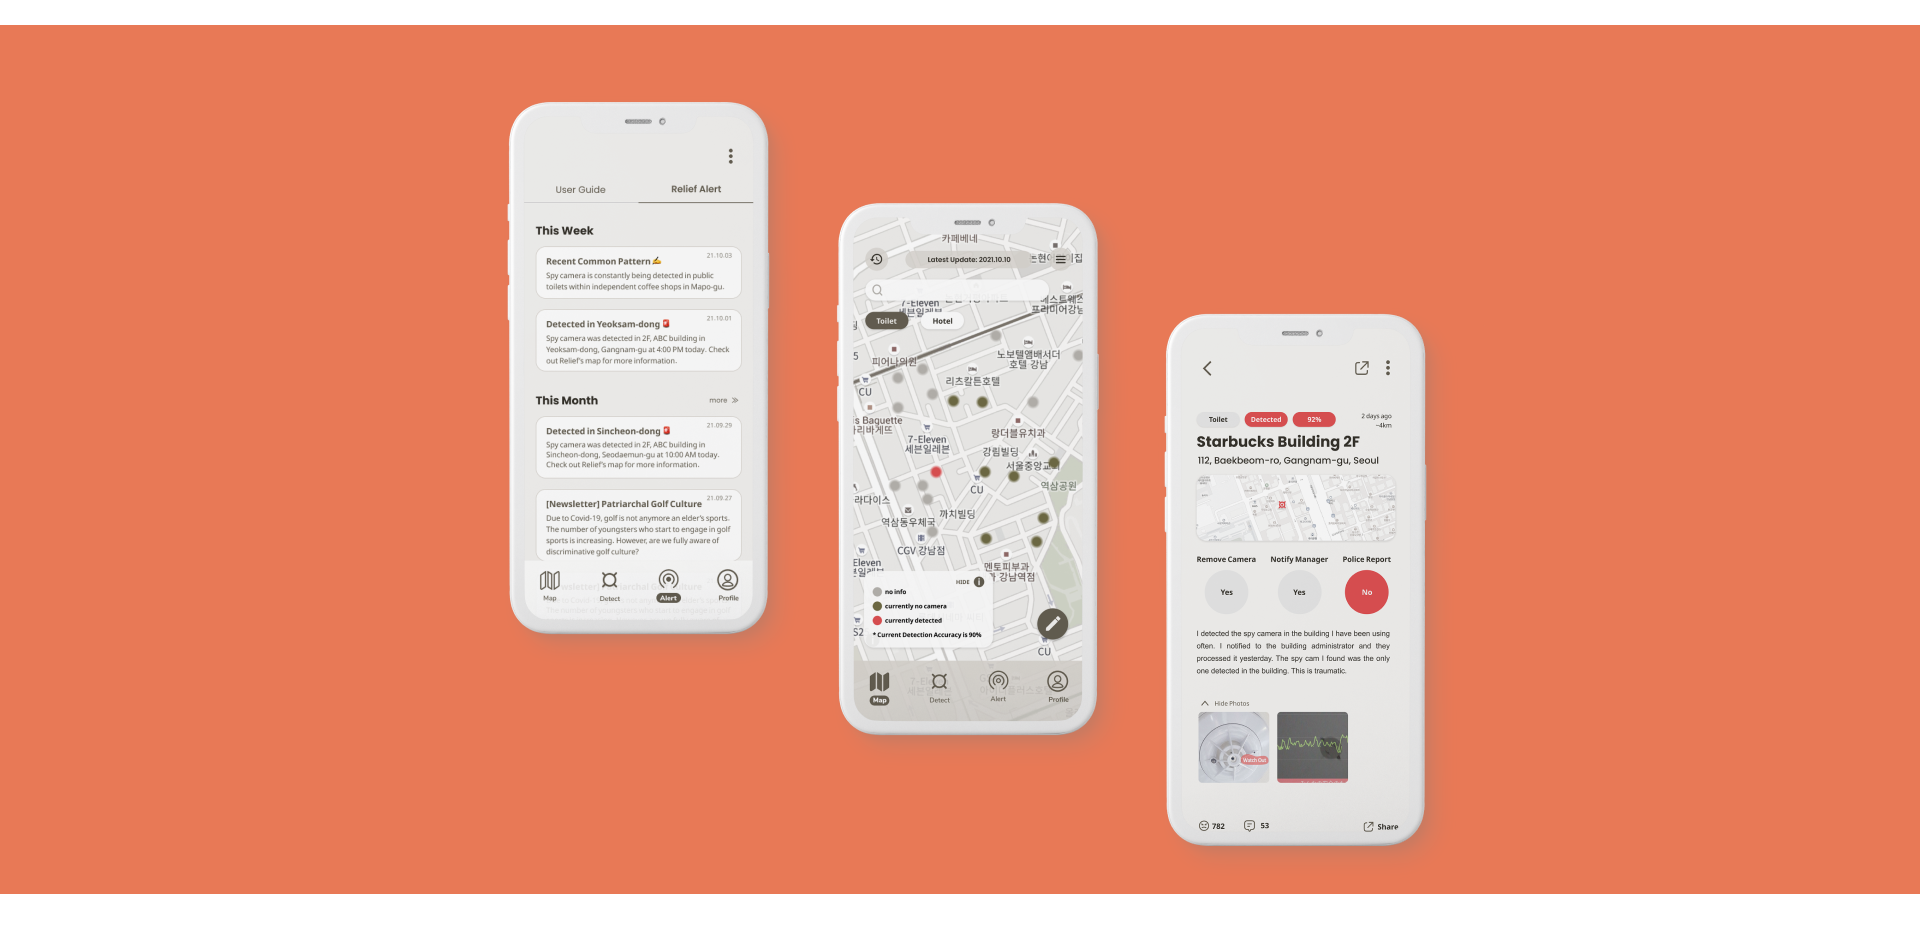 User Guide
Relief Alert
This Week
Recent Common Pattern ✍
21.10.03
Spy camera is constantly being detected in public
toilets within independent coffee shops in Mapo-gu.
Detected in Yeoksam-dong 🚨
21.10.01
Spy camera was detected in 2F, ABC building in
Yeoksam-dong, Gangnam-gu at 4:00 PM today. Check
out Relief's map for more information.
This Month
more
Detected in Sincheon-dong 🚨
21.09.29
Spy camera was detected in 2F, ABC building in
Sincheon-dong, Seodaemun-gu at 10:00 AM today.
Check out Relief's map for more information.
[Newsletter] Patriarchal Golf Culture
21.09.27
Due to Covid-19, golf is not anymore an elder's sports.
The number of youngsters who start to engage in golf
sports is increasing. However, are we fully aware of
discriminative golf culture?
Map
Detect
Alert
Profile
카페베네
Latest Update: 2021.10.10
7-Eleven
세븐일레븐
프리미어강남
Toilet
Hotel
피어나의원
노보텔앰배서더
호텔 강남
CU
리츠칼튼호텔
s Baguette
리바게뜨
7-Eleven
세븐일레븐
랑더블유치과
강림빌딩
서울중앙교회
CU
역삼공원
라다이스
까치빌딩
역삼동우체국
CGV 강남점
Eleven
멘토피부과
강남역점
HIDE
no info
currently no camera
currently detected
* Current Detection Accuracy is 90%
S2
CU
Map
Detect
Alert
Profile
Toilet
Detected
92%
2 days ago
~4km
Starbucks Building 2F
112, Baekbeom-ro, Gangnam-gu, Seoul
Remove Camera
Notify Manager
Police Report
Yes
Yes
No
I detected the spy camera in the building I have been using
often. I notified to the building administrator and they
processed it yesterday. The spy cam I found was the only
one detected in the building. This is traumatic.
Hide Photos
Watch Out
782
53
Share